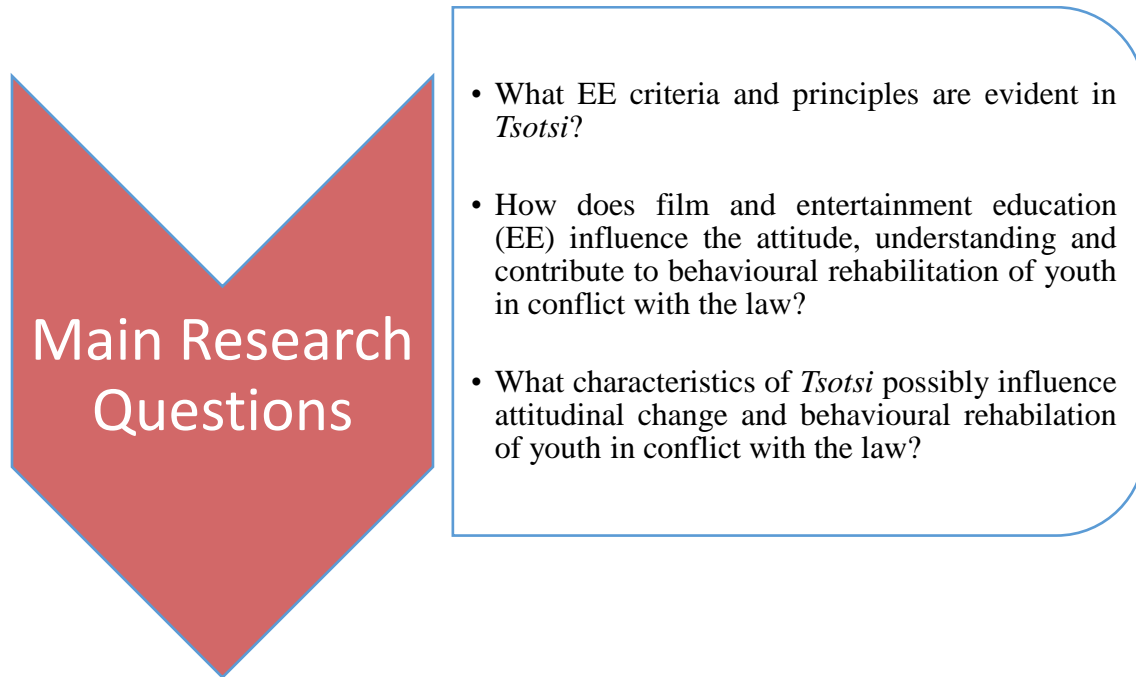 Main Research
Questions
• What EE criteria and principles are evident in
Tsotsi?
• How does film and entertainment education
(EE) influence the attitude, understanding and
contribute to behavioural rehabilitation of youth
in conflict with the law?
• What characteristics of Tsotsi possibly influence
attitudinal change and behavioural rehabilation
of youth in conflict with the law?